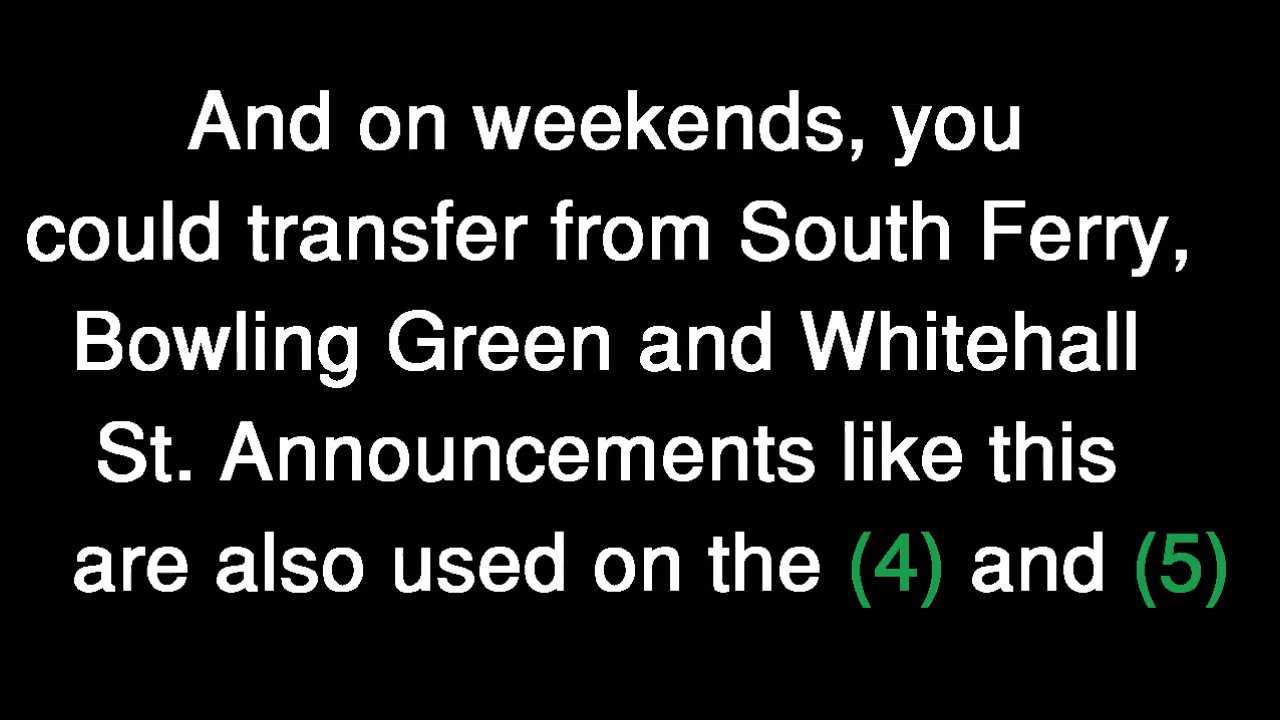 And on weekends, you
could transfer from South Ferry,
Bowling Green and Whitehall
St. Announcements like this
are also used on the (4) and (5)